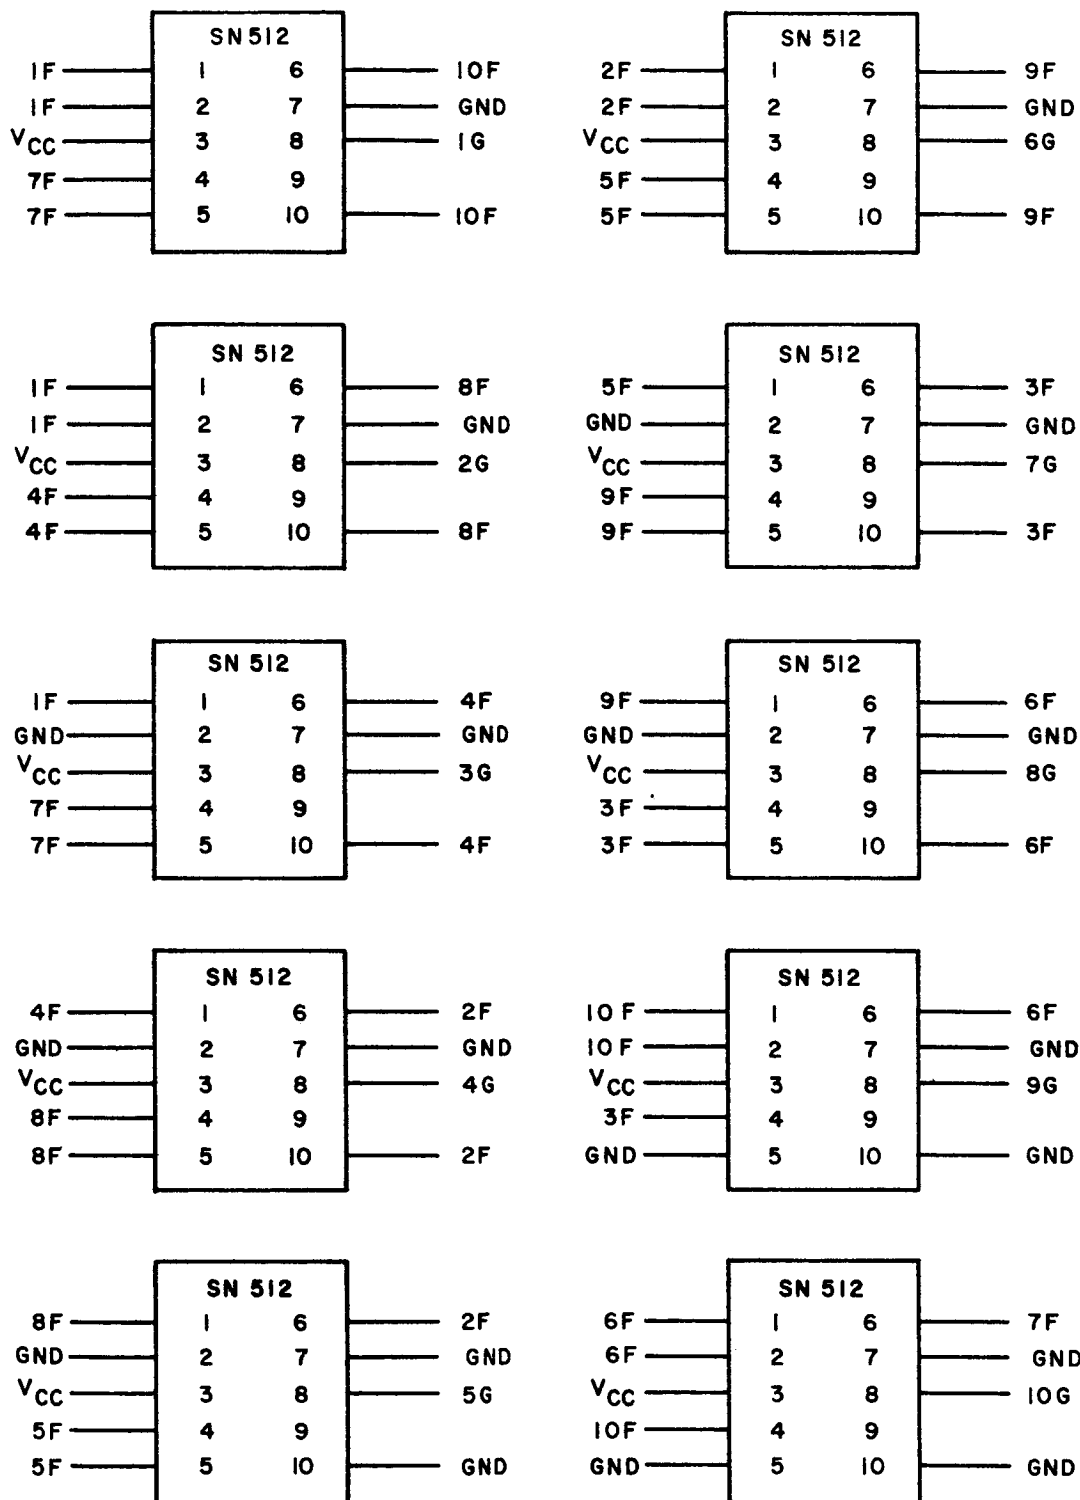 SN 512
1F 1 6 10F
1F 2 7 GND
VCC 3 8 1G
7F 4 9
7F 5 10 10F
SN 512
2F 1 6 9F
2F 2 7 GND
VCC 3 8 6G
5F 4 9
5F 5 10 9F
SN 512
1F 1 6 8F
1F 2 7 GND
VCC 3 8 2G
4F 4 9
4F 5 10 8F
SN 512
5F 1 6 3F
GND 2 7 GND
VCC 3 8 7G
9F 4 9
9F 5 10 3F
SN 512
1F 1 6 4F
GND 2 7 GND
VCC 3 8 3G
7F 4 9
7F 5 10 4F
SN 512
9F 1 6 6F
GND 2 7 GND
VCC 3 8 8G
3F 4 9
3F 5 10 6F
SN 512
4F 1 6 2F
GND 2 7 GND
VCC 3 8 4G
8F 4 9
8F 5 10 2F
SN 512
10F 1 6 6F
10F 2 7 GND
VCC 3 8 9G
3F 4 9
GND 5 10 GND
SN 512
8F 1 6 2F
GND 2 7 GND
VCC 3 8 5G
5F 4 9
5F 5 10 GND
SN 512
6F 1 6 7F
6F 2 7 GND
VCC 3 8 10G
10F 4 9
GND 5 10 GND